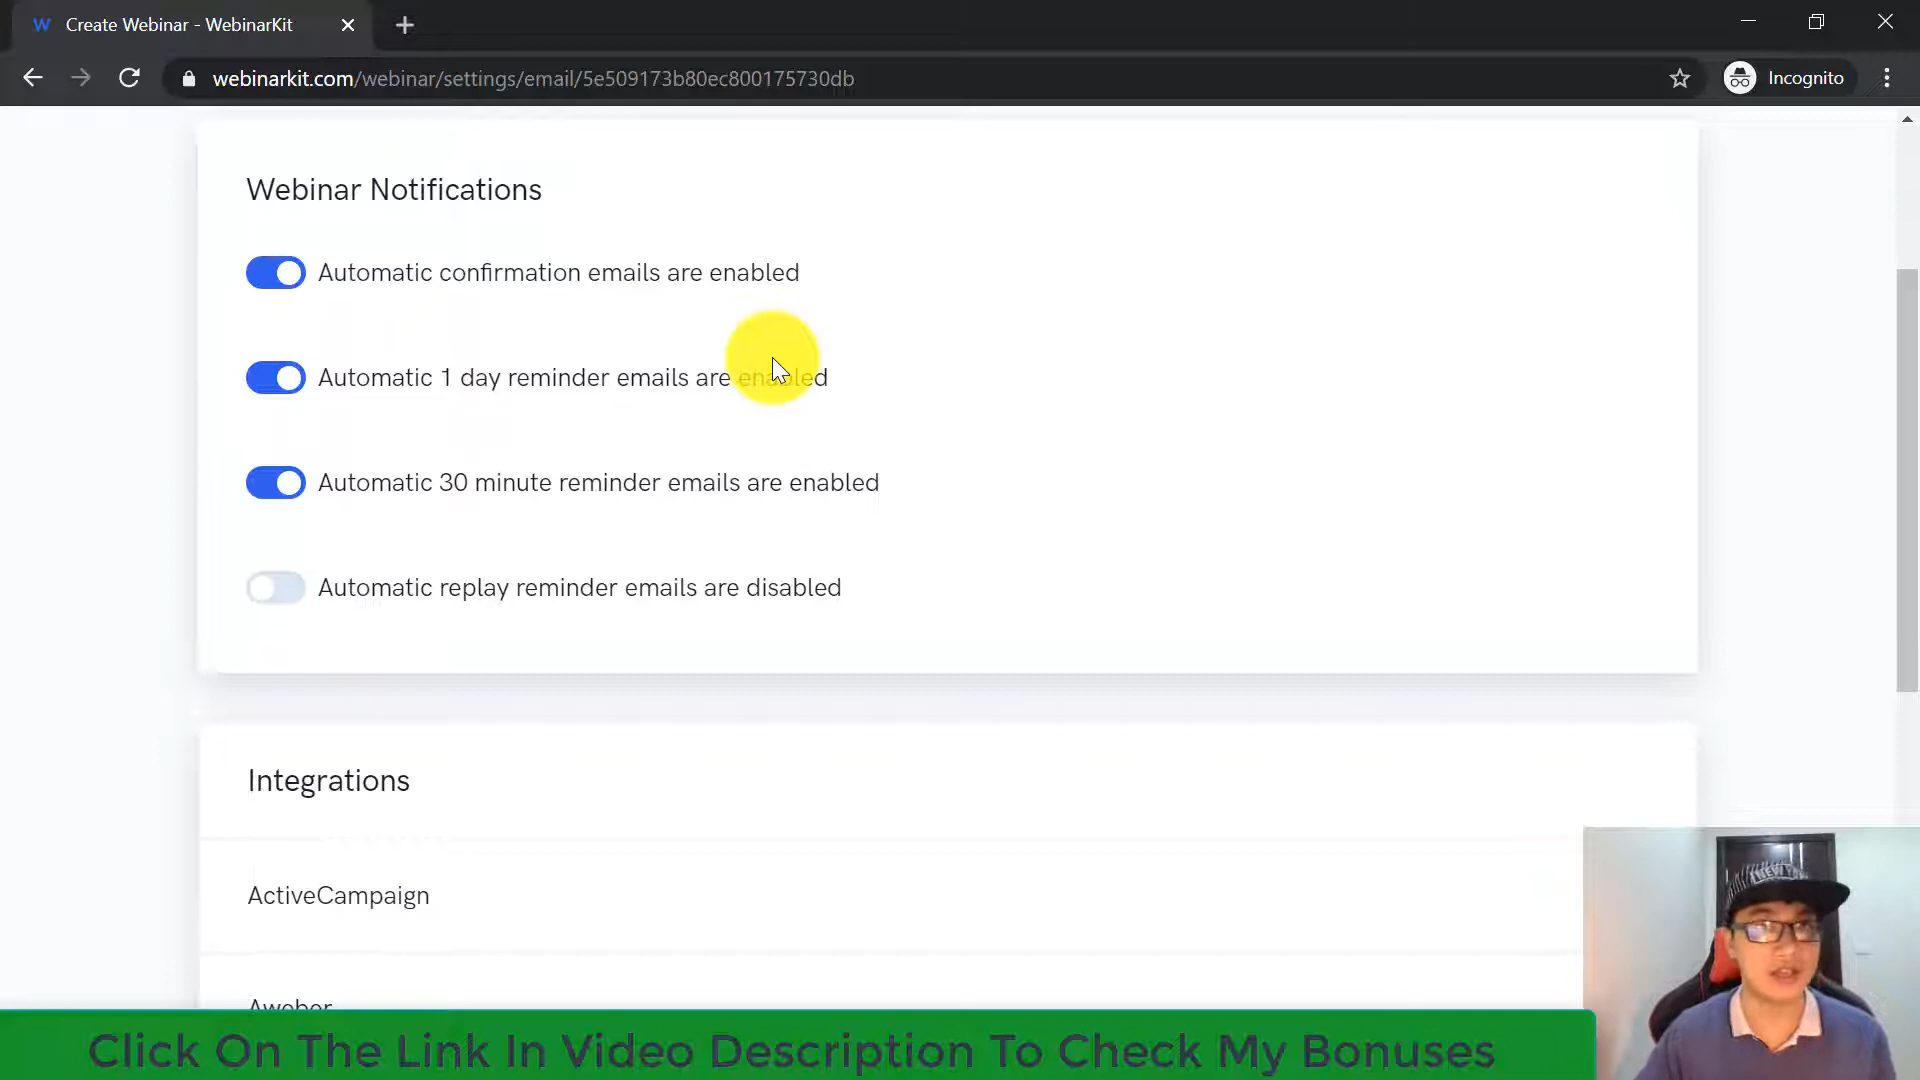 W Create Webinar - WebinarKit
webinarkit.com/webinar/settings/email/5e509173b80ec800175730db
Incognito
Webinar Notifications
Automatic confirmation emails are enabled
Automatic 1 day reminder emails are enabled
Automatic 30 minute reminder emails are enabled
Automatic replay reminder emails are disabled
Integrations
ActiveCampaign
Aweber
Click On The Link In Video Description To Check My Bonuses